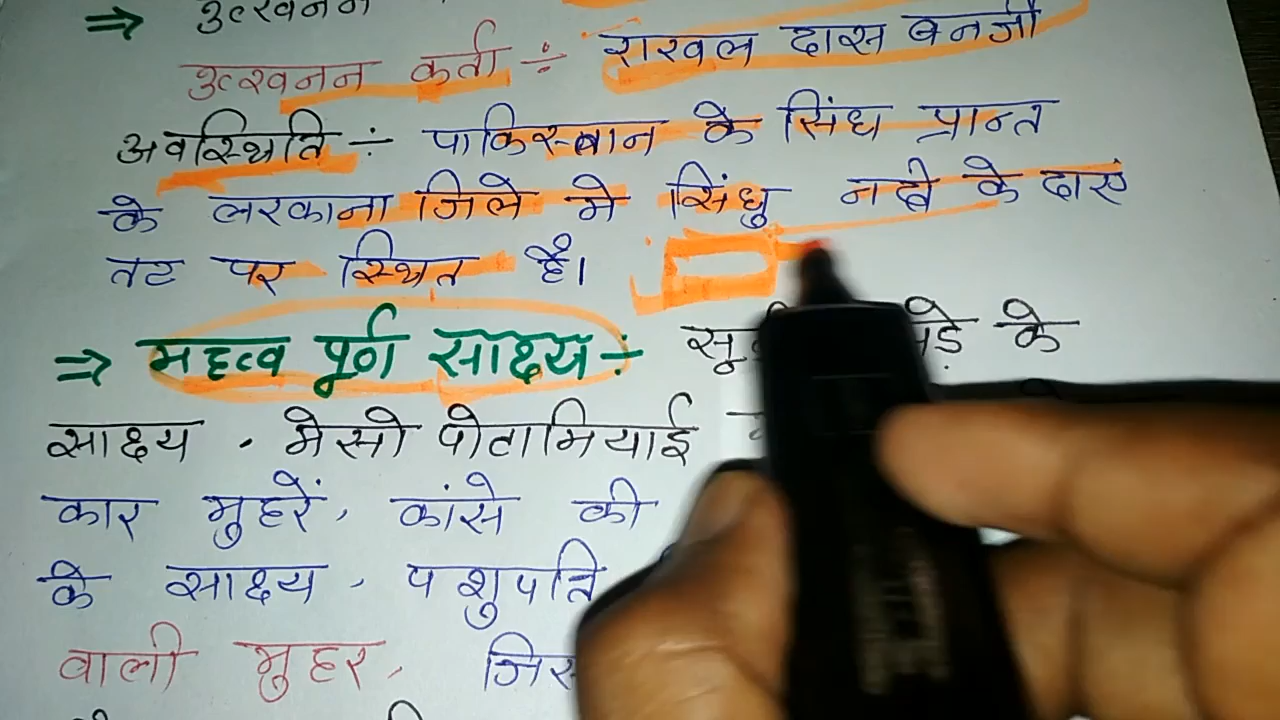 ⇒ उत्खनन
उत्खनन कर्ता ÷ राखल दास बनर्जी
अवस्थिति ÷ पाकिस्तान के सिंध प्रान्त
के लरकाना जिले मे सिंधु नदी के दाएं
तट पर स्थित है।
⇒ महत्व पूर्ण साक्ष्य ÷ के
साक्ष्य , मेसो पोटामियाई
कार मुहरें, कांसे की
के साक्ष्य , पशुपति
वाली मुहर,